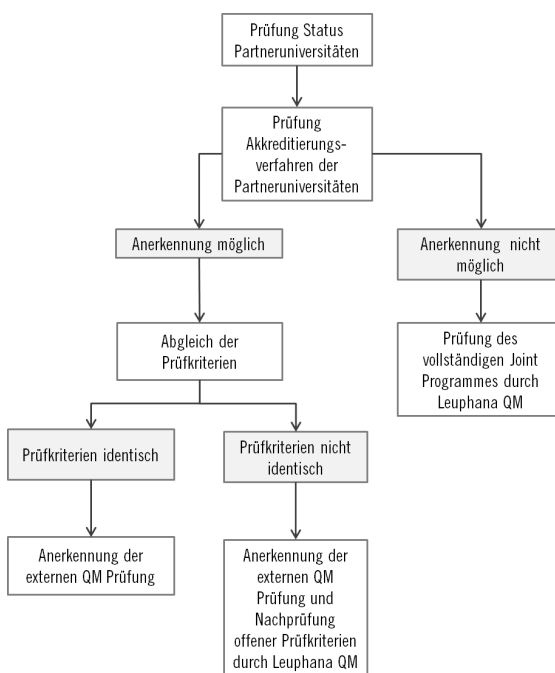 Prüfung Status
Partneruniversitäten
Prüfung
Akkreditierungs-
verfahren der
Partneruniversitäten
Anerkennung möglich
Anerkennung nicht
möglich
Abgleich der
Prüfkriterien
Prüfung des
vollständigen Joint
Programmes durch
Leuphana QM
Prüfkriterien identisch
Prüfkriterien nicht
identisch
Anerkennung der
externen QM Prüfung
Anerkennung der
externen QM
Prüfung und
Nachprüfung
offener Prüfkriterien
durch Leuphana QM